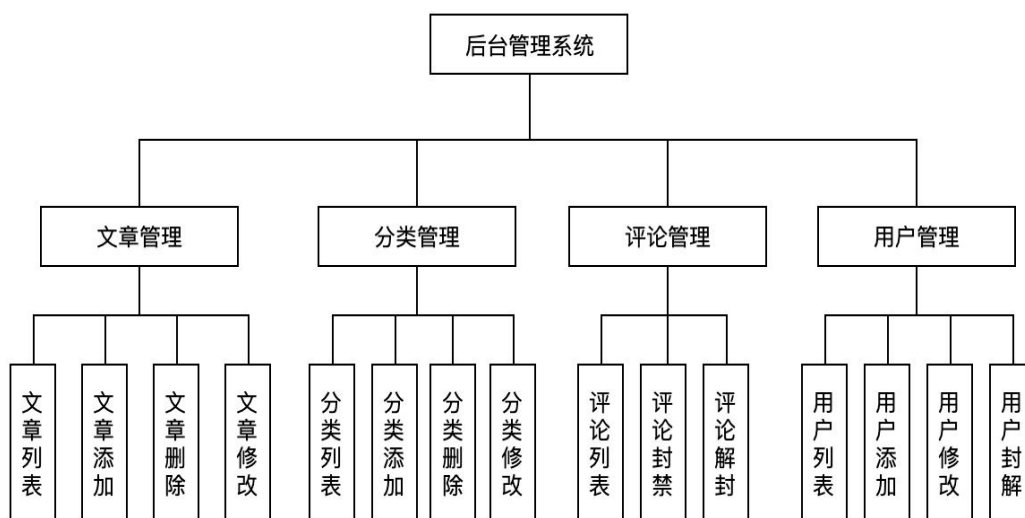 后台管理系统
文章管理
分类管理
评论管理
用户管理
文章列表
文章添加
文章删除
文章修改
分类列表
分类添加
分类删除
分类修改
评论列表
评论封禁
评论解封
用户列表
用户添加
用户修改
用户封解